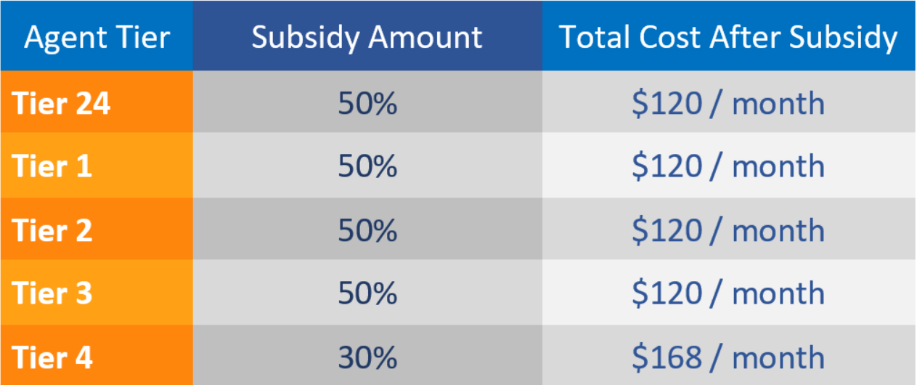 Agent Tier Subsidy Amount Total Cost After Subsidy
Tier 24 50% $120 / month
Tier 1 50% $120 / month
Tier 2 50% $120 / month
Tier 3 50% $120 / month
Tier 4 30% $168 / month